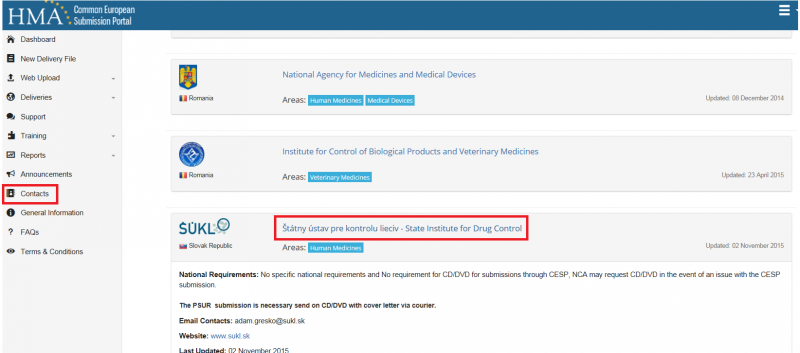 HMA Common European
Submission Portal
Dashboard
New Delivery File
Web Upload
Deliveries
Support
Training
Reports
Announcements
Contacts
General Information
FAQs
Terms & Conditions
National Agency for Medicines and Medical Devices
Romania
Areas: Human Medicines Medical Devices
Updated: 08 December 2014
Institute for Control of Biological Products and Veterinary Medicines
Romania
Areas: Veterinary Medicines
Updated: 23 April 2015
ŠÚKL
Štátny ústav pre kontrolu lieciv - State Institute for Drug Control
Slovak Republic
Areas: Human Medicines
Updated: 02 November 2015
National Requirements: No specific national requirements and No requirement for CD/DVD for submissions through CESP, NCA may request CD/DVD in the event of an issue with the CESP
submission.
The PSUR submission is necessary send on CD/DVD with cover letter via courier.
Email Contacts: adam.gresko@sukl.sk
Website: www.sukl.sk
Last Updated: 02 November 2015